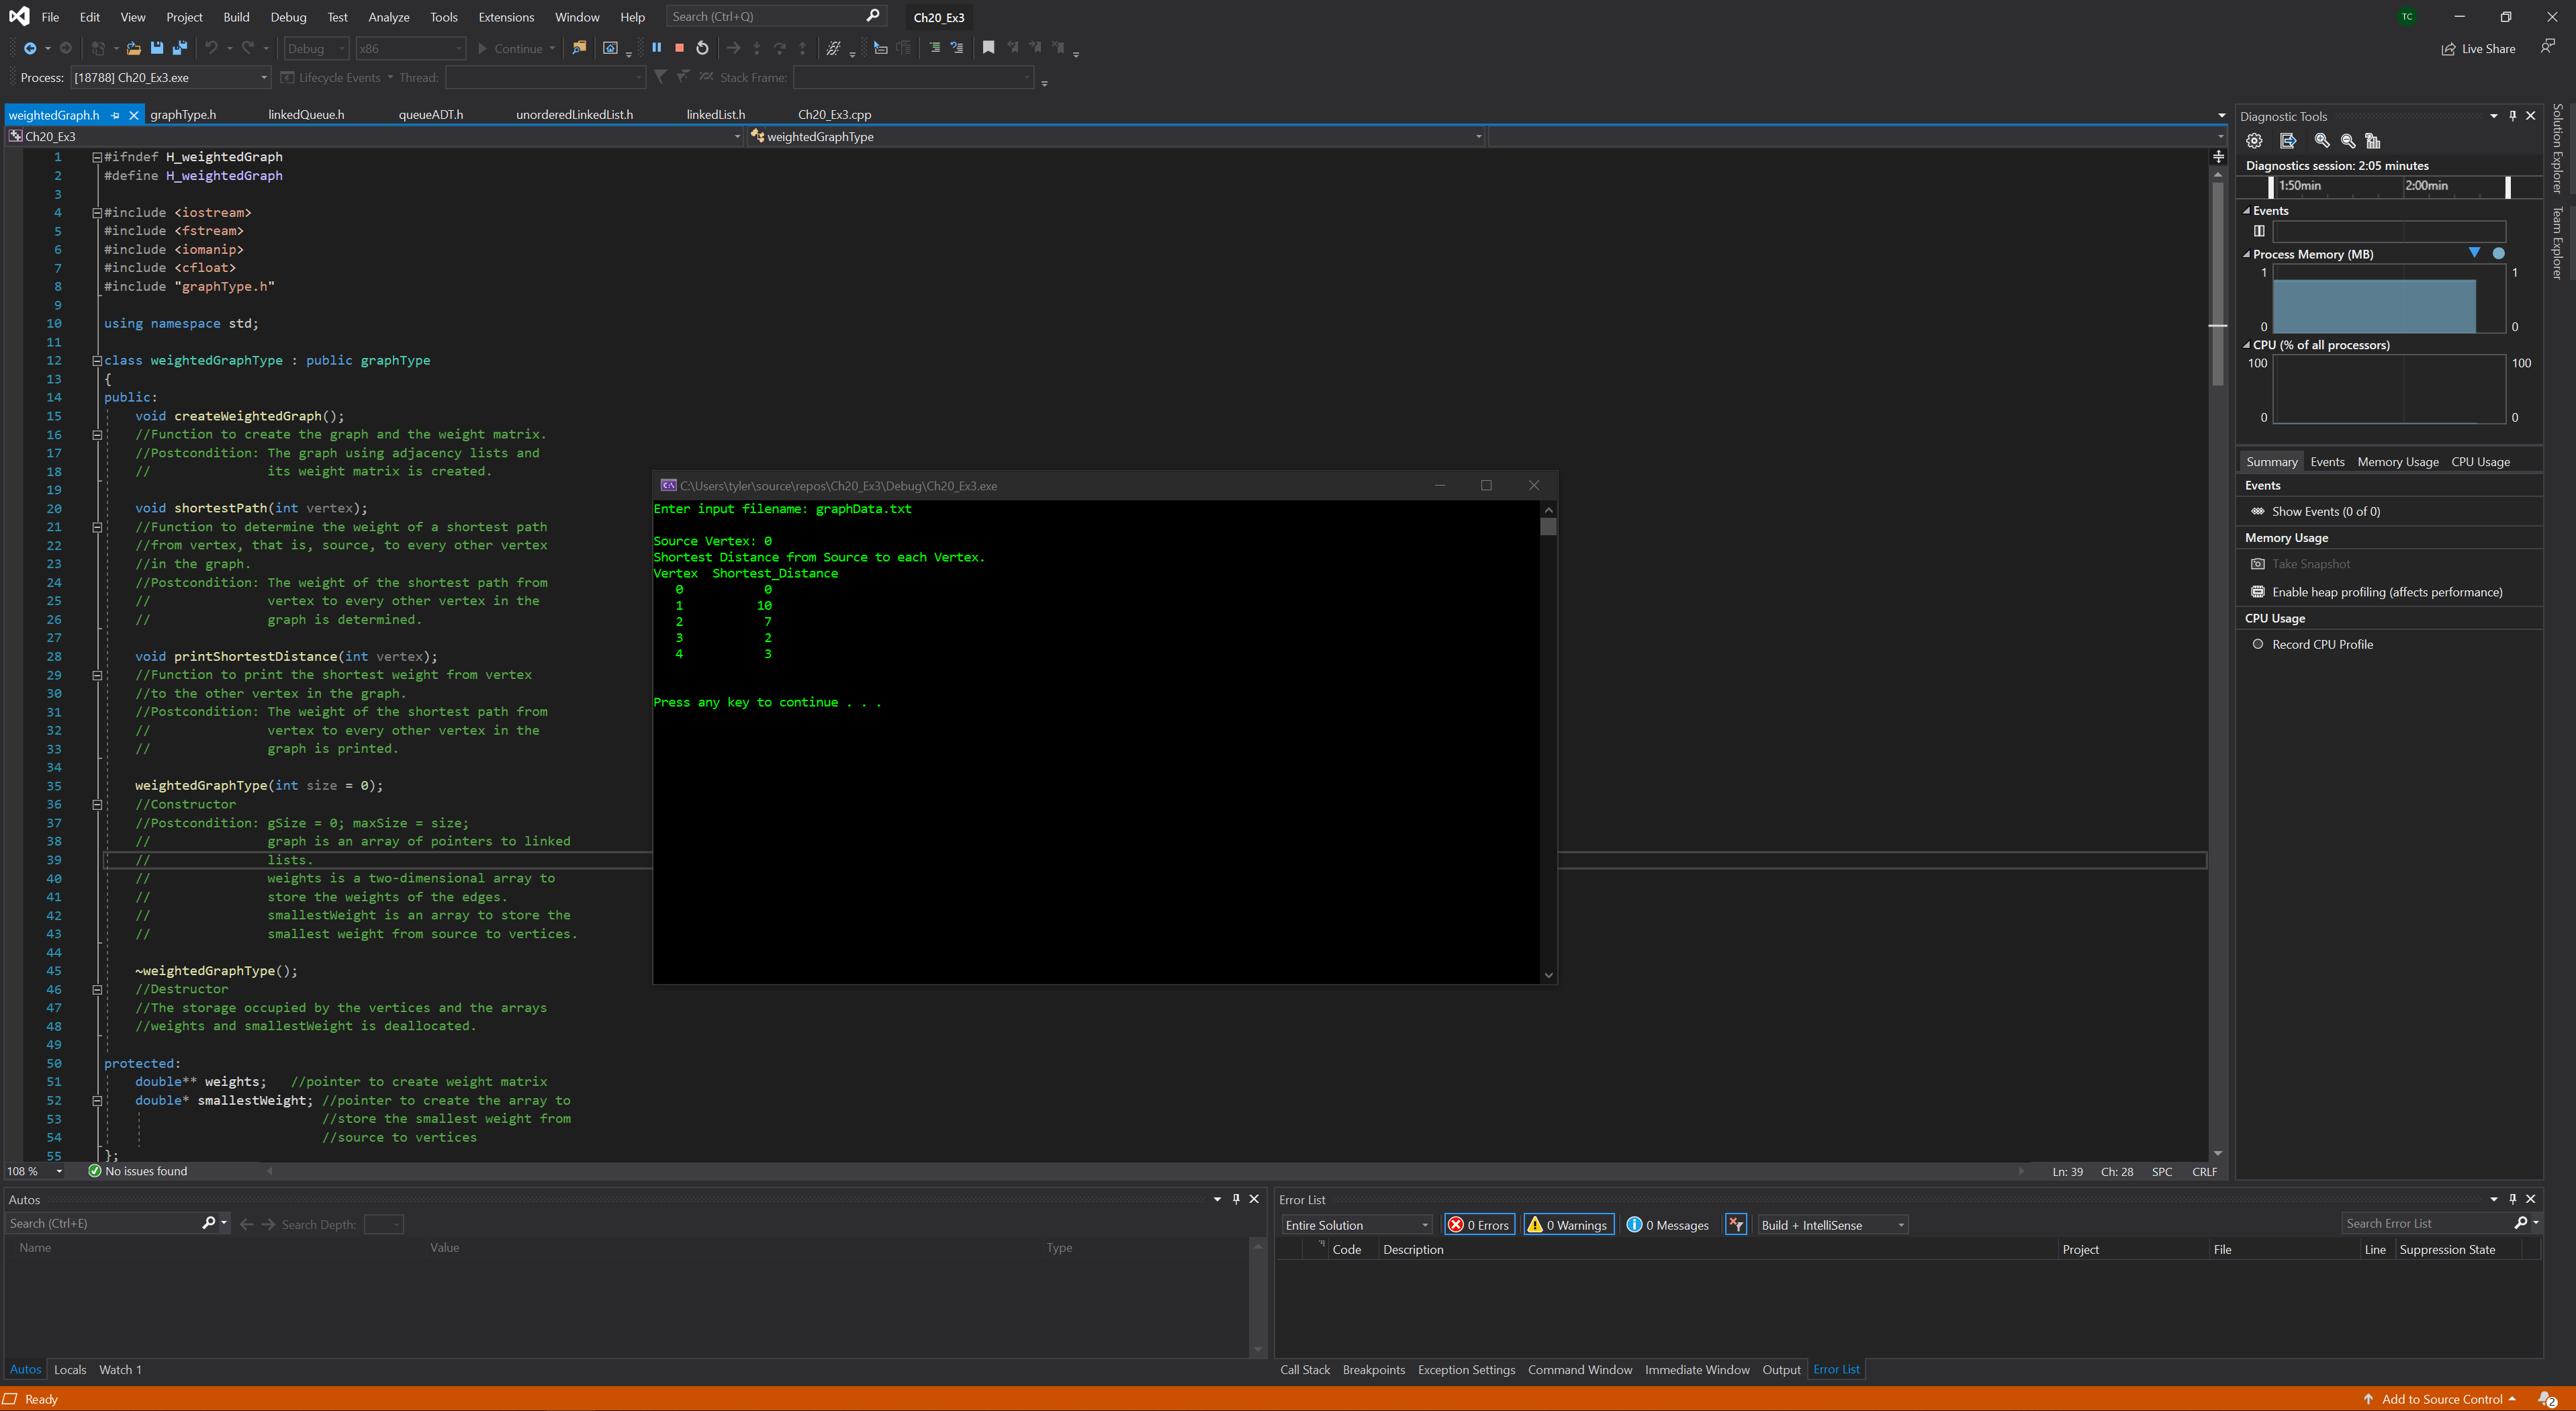 File Edit View Project Build Debug Test Analyze Tools Extensions Window Help Search (Ctrl+Q) Ch20_Ex3 TC
Debug x86 Continue Live Share
Process: [18788] Ch20_Ex3.exe Lifecycle Events Thread: Stack Frame:
weightedGraph.h graphType.h linkedQueue.h queueADT.h unorderedLinkedList.h linkedList.h Ch20_Ex3.cpp
Ch20_Ex3 weightedGraphType
1 #ifndef H_weightedGraph
2 #define H_weightedGraph
3
4 #include <iostream>
5 #include <fstream>
6 #include <iomanip>
7 #include <cfloat>
8 #include "graphType.h"
9
10 using namespace std;
11
12 class weightedGraphType : public graphType
13 {
14 public:
15 void createWeightedGraph();
16 //Function to create the graph and the weight matrix.
17 //Postcondition: The graph using adjacency lists and
18 // its weight matrix is created.
19
20 void shortestPath(int vertex);
21 //Function to determine the weight of a shortest path
22 //from vertex, that is, source, to every other vertex
23 //in the graph.
24 //Postcondition: The weight of the shortest path from
25 // vertex to every other vertex in the
26 // graph is determined.
27
28 void printShortestDistance(int vertex);
29 //Function to print the shortest weight from vertex
30 //to the other vertex in the graph.
31 //Postcondition: The weight of the shortest path from
32 // vertex to every other vertex in the
33 // graph is printed.
34
35 weightedGraphType(int size = 0);
36 //Constructor
37 //Postcondition: gSize = 0; maxSize = size;
38 // graph is an array of pointers to linked
39 // lists.
40 // weights is a two-dimensional array to
41 // store the weights of the edges.
42 // smallestWeight is an array to store the
43 // smallest weight from source to vertices.
44
45 ~weightedGraphType();
46 //Destructor
47 //The storage occupied by the vertices and the arrays
48 //weights and smallestWeight is deallocated.
49
50 protected:
51 double** weights; //pointer to create weight matrix
52 double* smallestWeight; //pointer to create the array to
53 //store the smallest weight from
54 //source to vertices
55 };
108 % No issues found Ln: 39 Ch: 28 SPC CRLF
C:\Users\tyler\source\repos\Ch20_Ex3\Debug\Ch20_Ex3.exe
Enter input filename: graphData.txt
Source Vertex: 0
Shortest Distance from Source to each Vertex.
Vertex Shortest_Distance
0 0
1 10
2 7
3 2
4 3
Press any key to continue . . .
Diagnostic Tools
Diagnostics session: 2:05 minutes
1:50min 2:00min
Events
Process Memory (MB)
1 1
0 0
CPU (% of all processors)
100 100
0 0
Summary Events Memory Usage CPU Usage
Events
Show Events (0 of 0)
Memory Usage
Take Snapshot
Enable heap profiling (affects performance)
CPU Usage
Record CPU Profile
Solution Explorer
Team Explorer
Autos
Search (Ctrl+E) Search Depth:
Name Value Type
Autos Locals Watch 1
Error List
Entire Solution 0 Errors 0 Warnings 0 Messages Build + IntelliSense Search Error List
Code Description Project File Line Suppression State
Call Stack Breakpoints Exception Settings Command Window Immediate Window Output Error List
Ready Add to Source Control 2